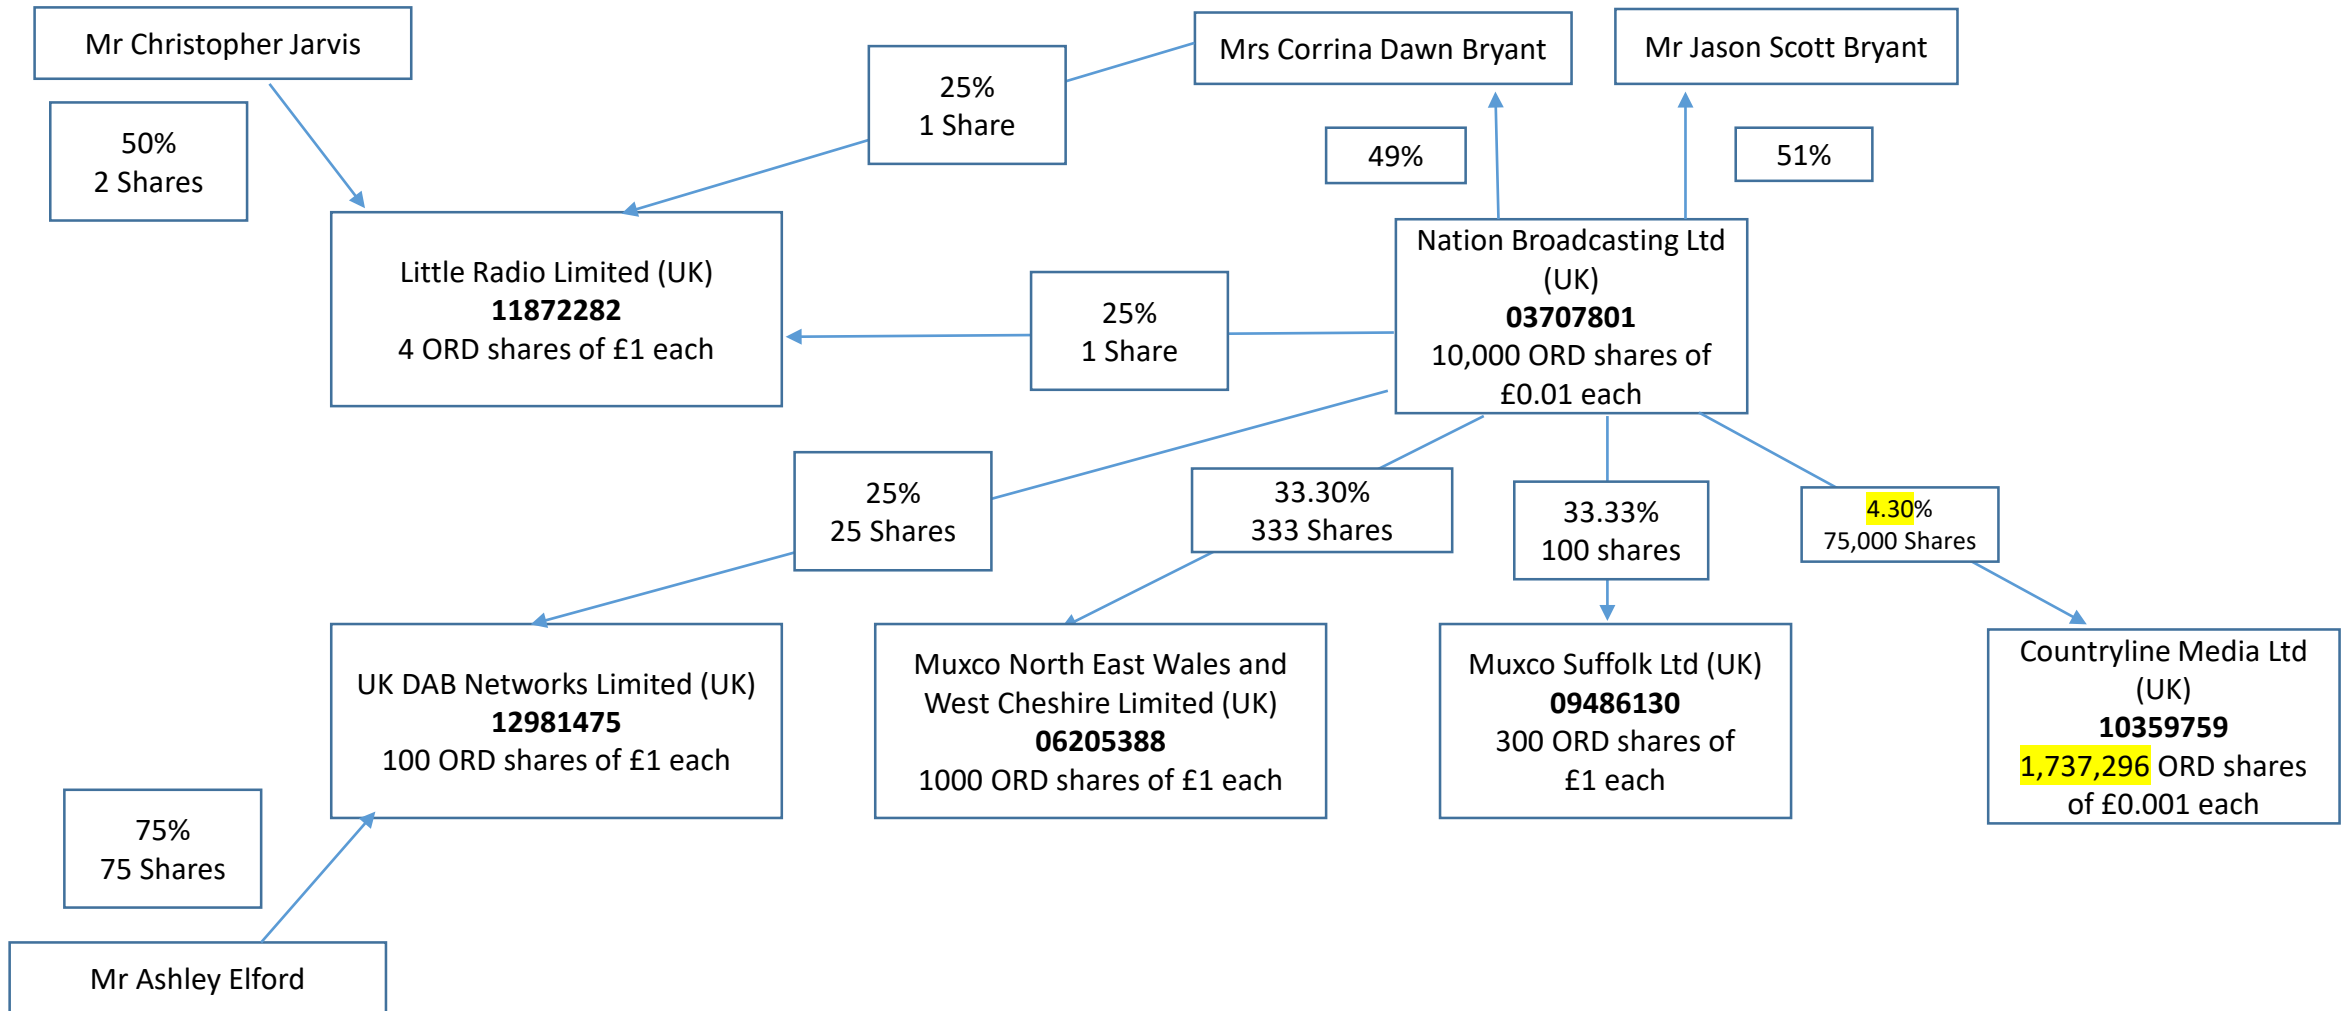 Mr Christopher Jarvis
Mrs Corrina Dawn Bryant
Mr Jason Scott Bryant
50%
2 Shares
25%
1 Share
49%
51%
Little Radio Limited (UK)
11872282
4 ORD shares of £1 each
25%
1 Share
Nation Broadcasting Ltd
(UK)
03707801
10,000 ORD shares of
£0.01 each
25%
25 Shares
33.30%
333 Shares
33.33%
100 shares
4.30%
75,000 Shares
UK DAB Networks Limited (UK)
12981475
100 ORD shares of £1 each
Muxco North East Wales and
West Cheshire Limited (UK)
06205388
1000 ORD shares of £1 each
Muxco Suffolk Ltd (UK)
09486130
300 ORD shares of
£1 each
Countryline Media Ltd
(UK)
10359759
1,737,296 ORD shares
of £0.001 each
75%
75 Shares
Mr Ashley Elford